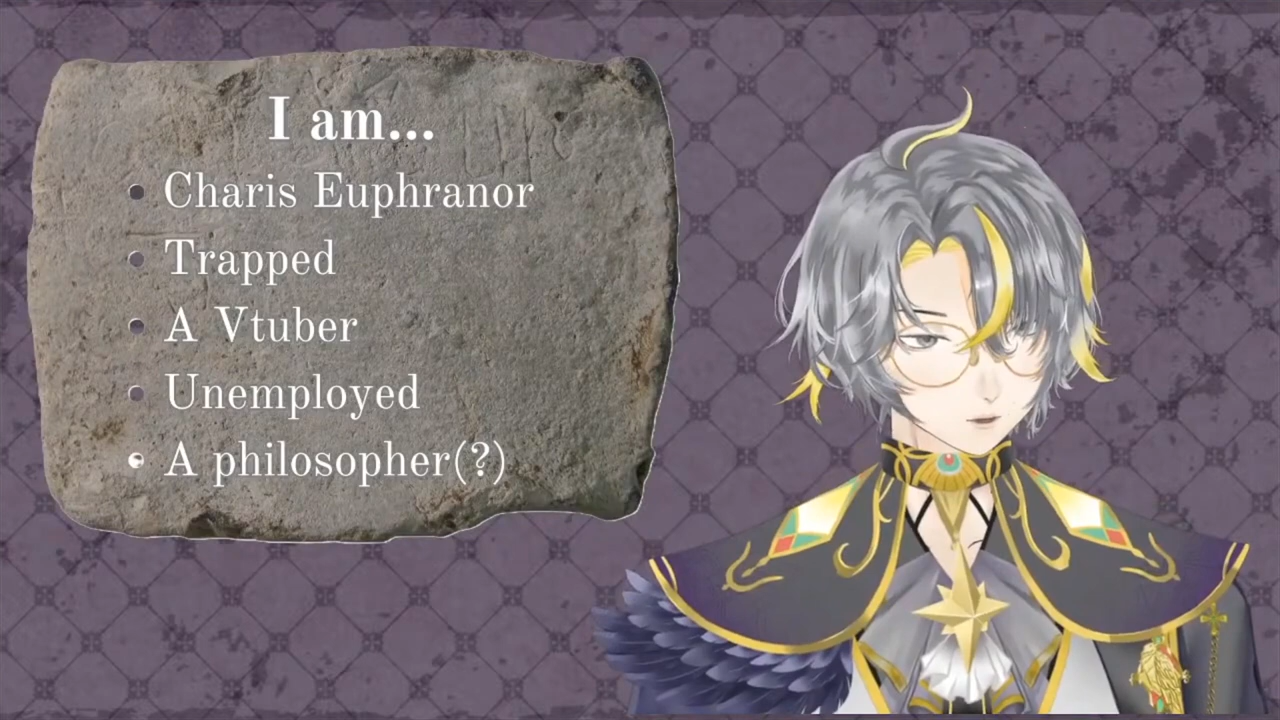 I am...
• Charis Euphranor
• Trapped
• A Vtuber
• Unemployed
• A philosopher(?)